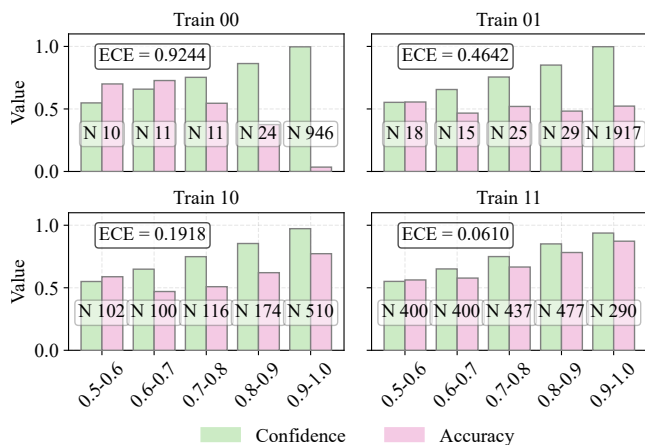 Train 00
Train 01
Value
1.0
0.5
0.0
ECE = 0.9244
N 10
N 11
N 11
N 24
N 946
ECE = 0.4642
N 18
N 15
N 25
N 29
N 1917
Train 10
Train 11
Value
1.0
0.5
0.0
ECE = 0.1918
N 102
N 100
N 116
N 174
N 510
ECE = 0.0610
N 400
N 400
N 437
N 477
N 290
0.5-0.6
0.6-0.7
0.7-0.8
0.8-0.9
0.9-1.0
0.5-0.6
0.6-0.7
0.7-0.8
0.8-0.9
0.9-1.0
Confidence
Accuracy